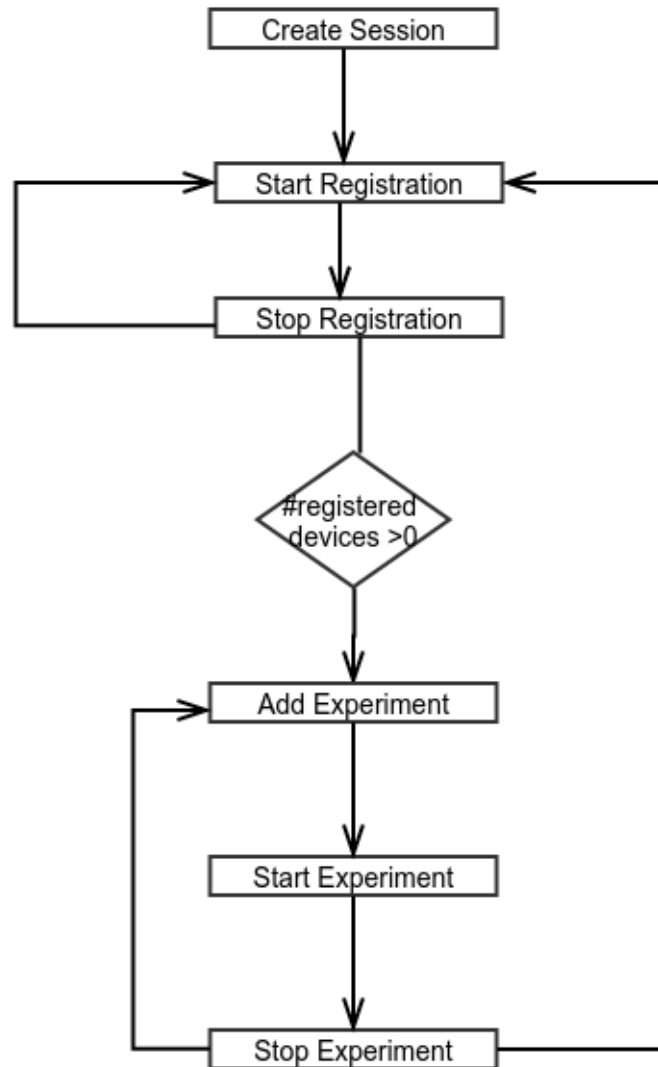 Create Session
Start Registration
Stop Registration
#registered
devices >0
Add Experiment
Start Experiment
Stop Experiment